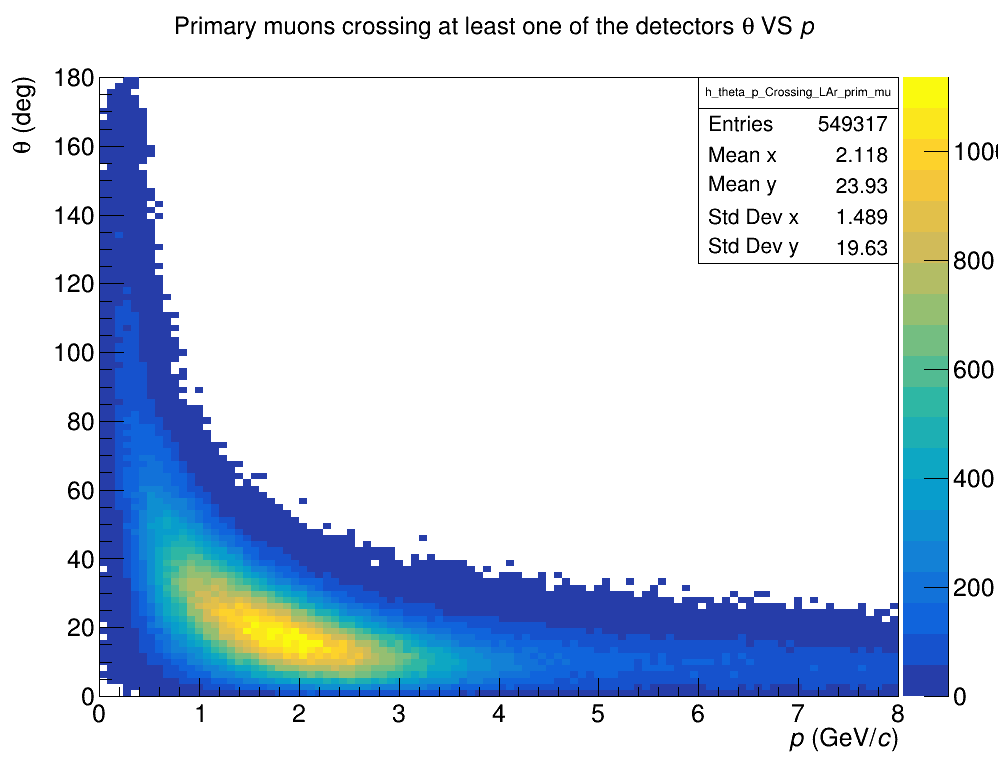 Primary muons crossing at least one of the detectors θ VS p
θ (deg)
180
160
140
120
100
80
60
40
20
0
h_theta_p_Crossing_LAr_prim_mu
Entries 549317
Mean x 2.118
Mean y 23.93
Std Dev x 1.489
Std Dev y 19.63
800
600
400
200
0
0 1 2 3 4 5 6 7 8
p (GeV/c)